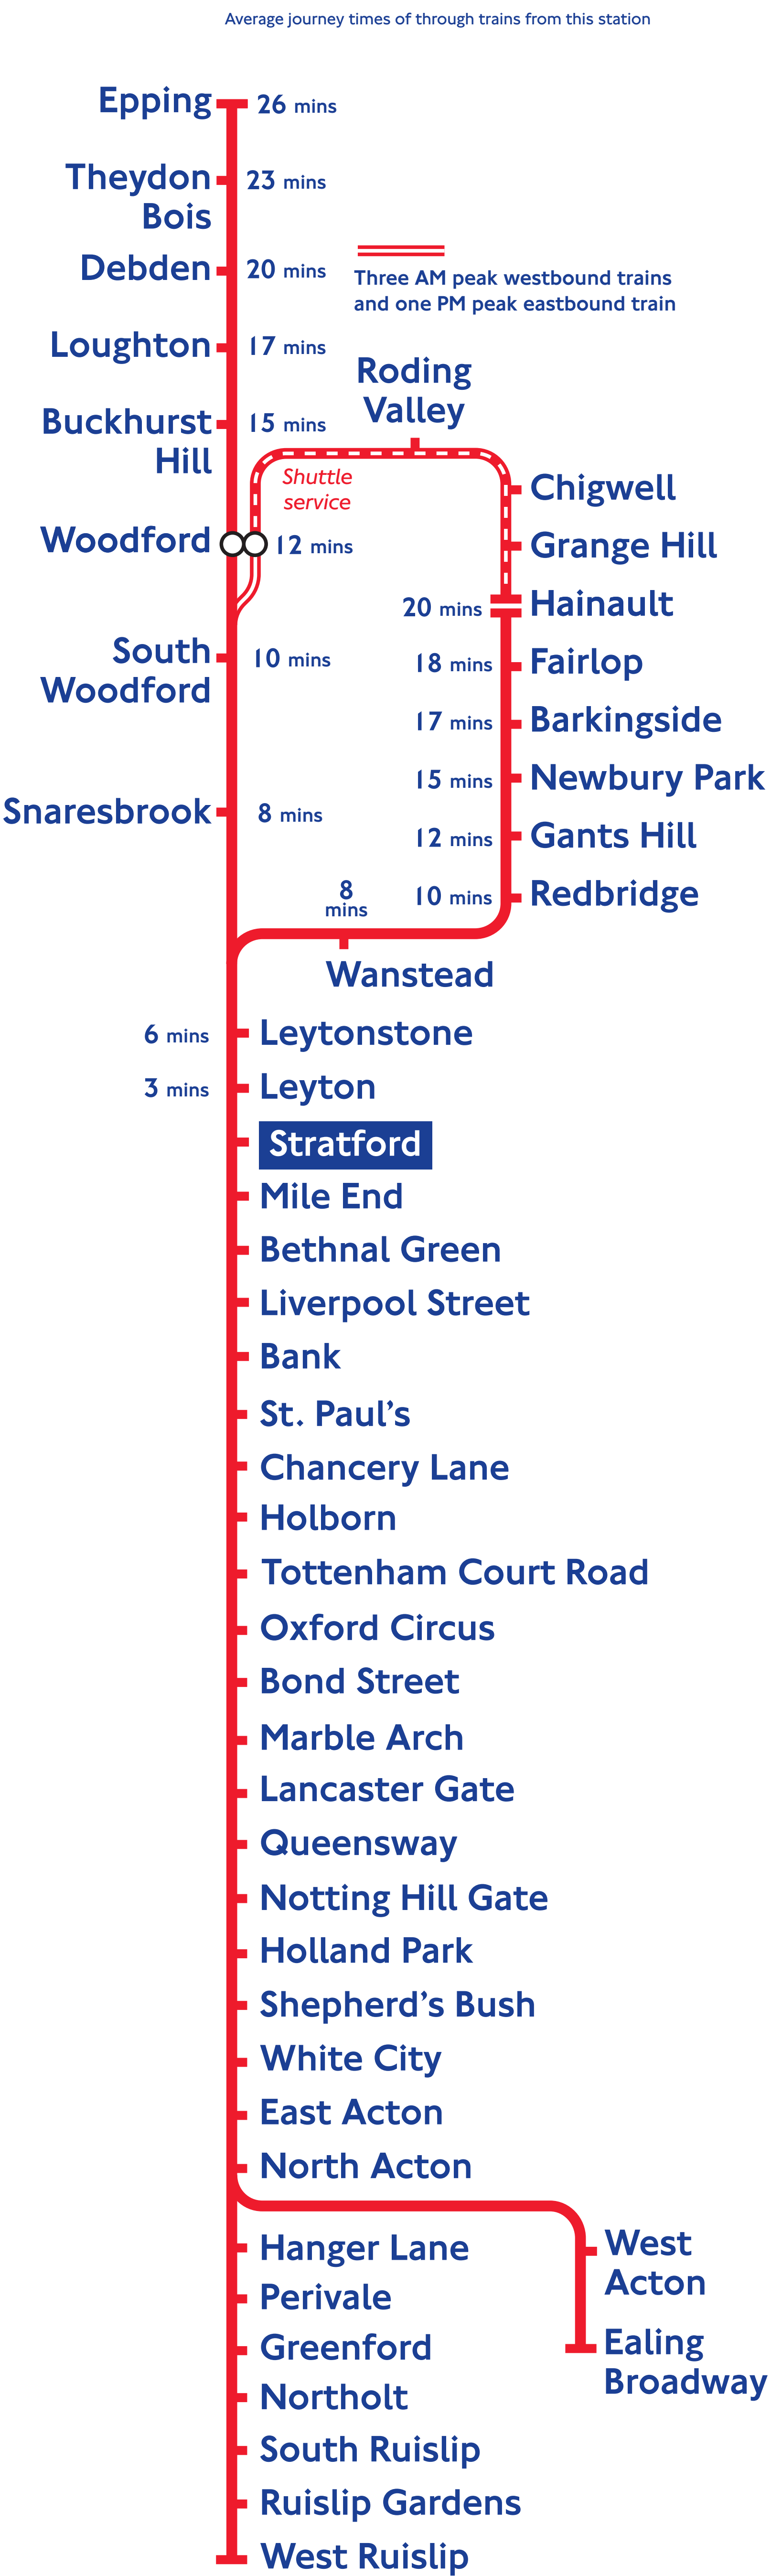 Average journey times of through trains from this station
Epping
26 mins
Theydon
Bois
23 mins
Debden
20 mins
Three AM peak westbound trains
and one PM peak eastbound train
Loughton
17 mins
Roding
Valley
Buckhurst
Hill
15 mins
Shuttle
service
Chigwell
Woodford
12 mins
Grange Hill
20 mins
Hainault
South
Woodford
10 mins
18 mins
Fairlop
17 mins
Barkingside
15 mins
Newbury Park
Snaresbrook
8 mins
12 mins
Gants Hill
8
mins
10 mins
Redbridge
Wanstead
6 mins
Leytonstone
3 mins
Leyton
Stratford
Mile End
Bethnal Green
Liverpool Street
Bank
St. Paul’s
Chancery Lane
Holborn
Tottenham Court Road
Oxford Circus
Bond Street
Marble Arch
Lancaster Gate
Queensway
Notting Hill Gate
Holland Park
Shepherd’s Bush
White City
East Acton
North Acton
West
Acton
Hanger Lane
Perivale
Greenford
Ealing
Broadway
Northolt
South Ruislip
Ruislip Gardens
West Ruislip